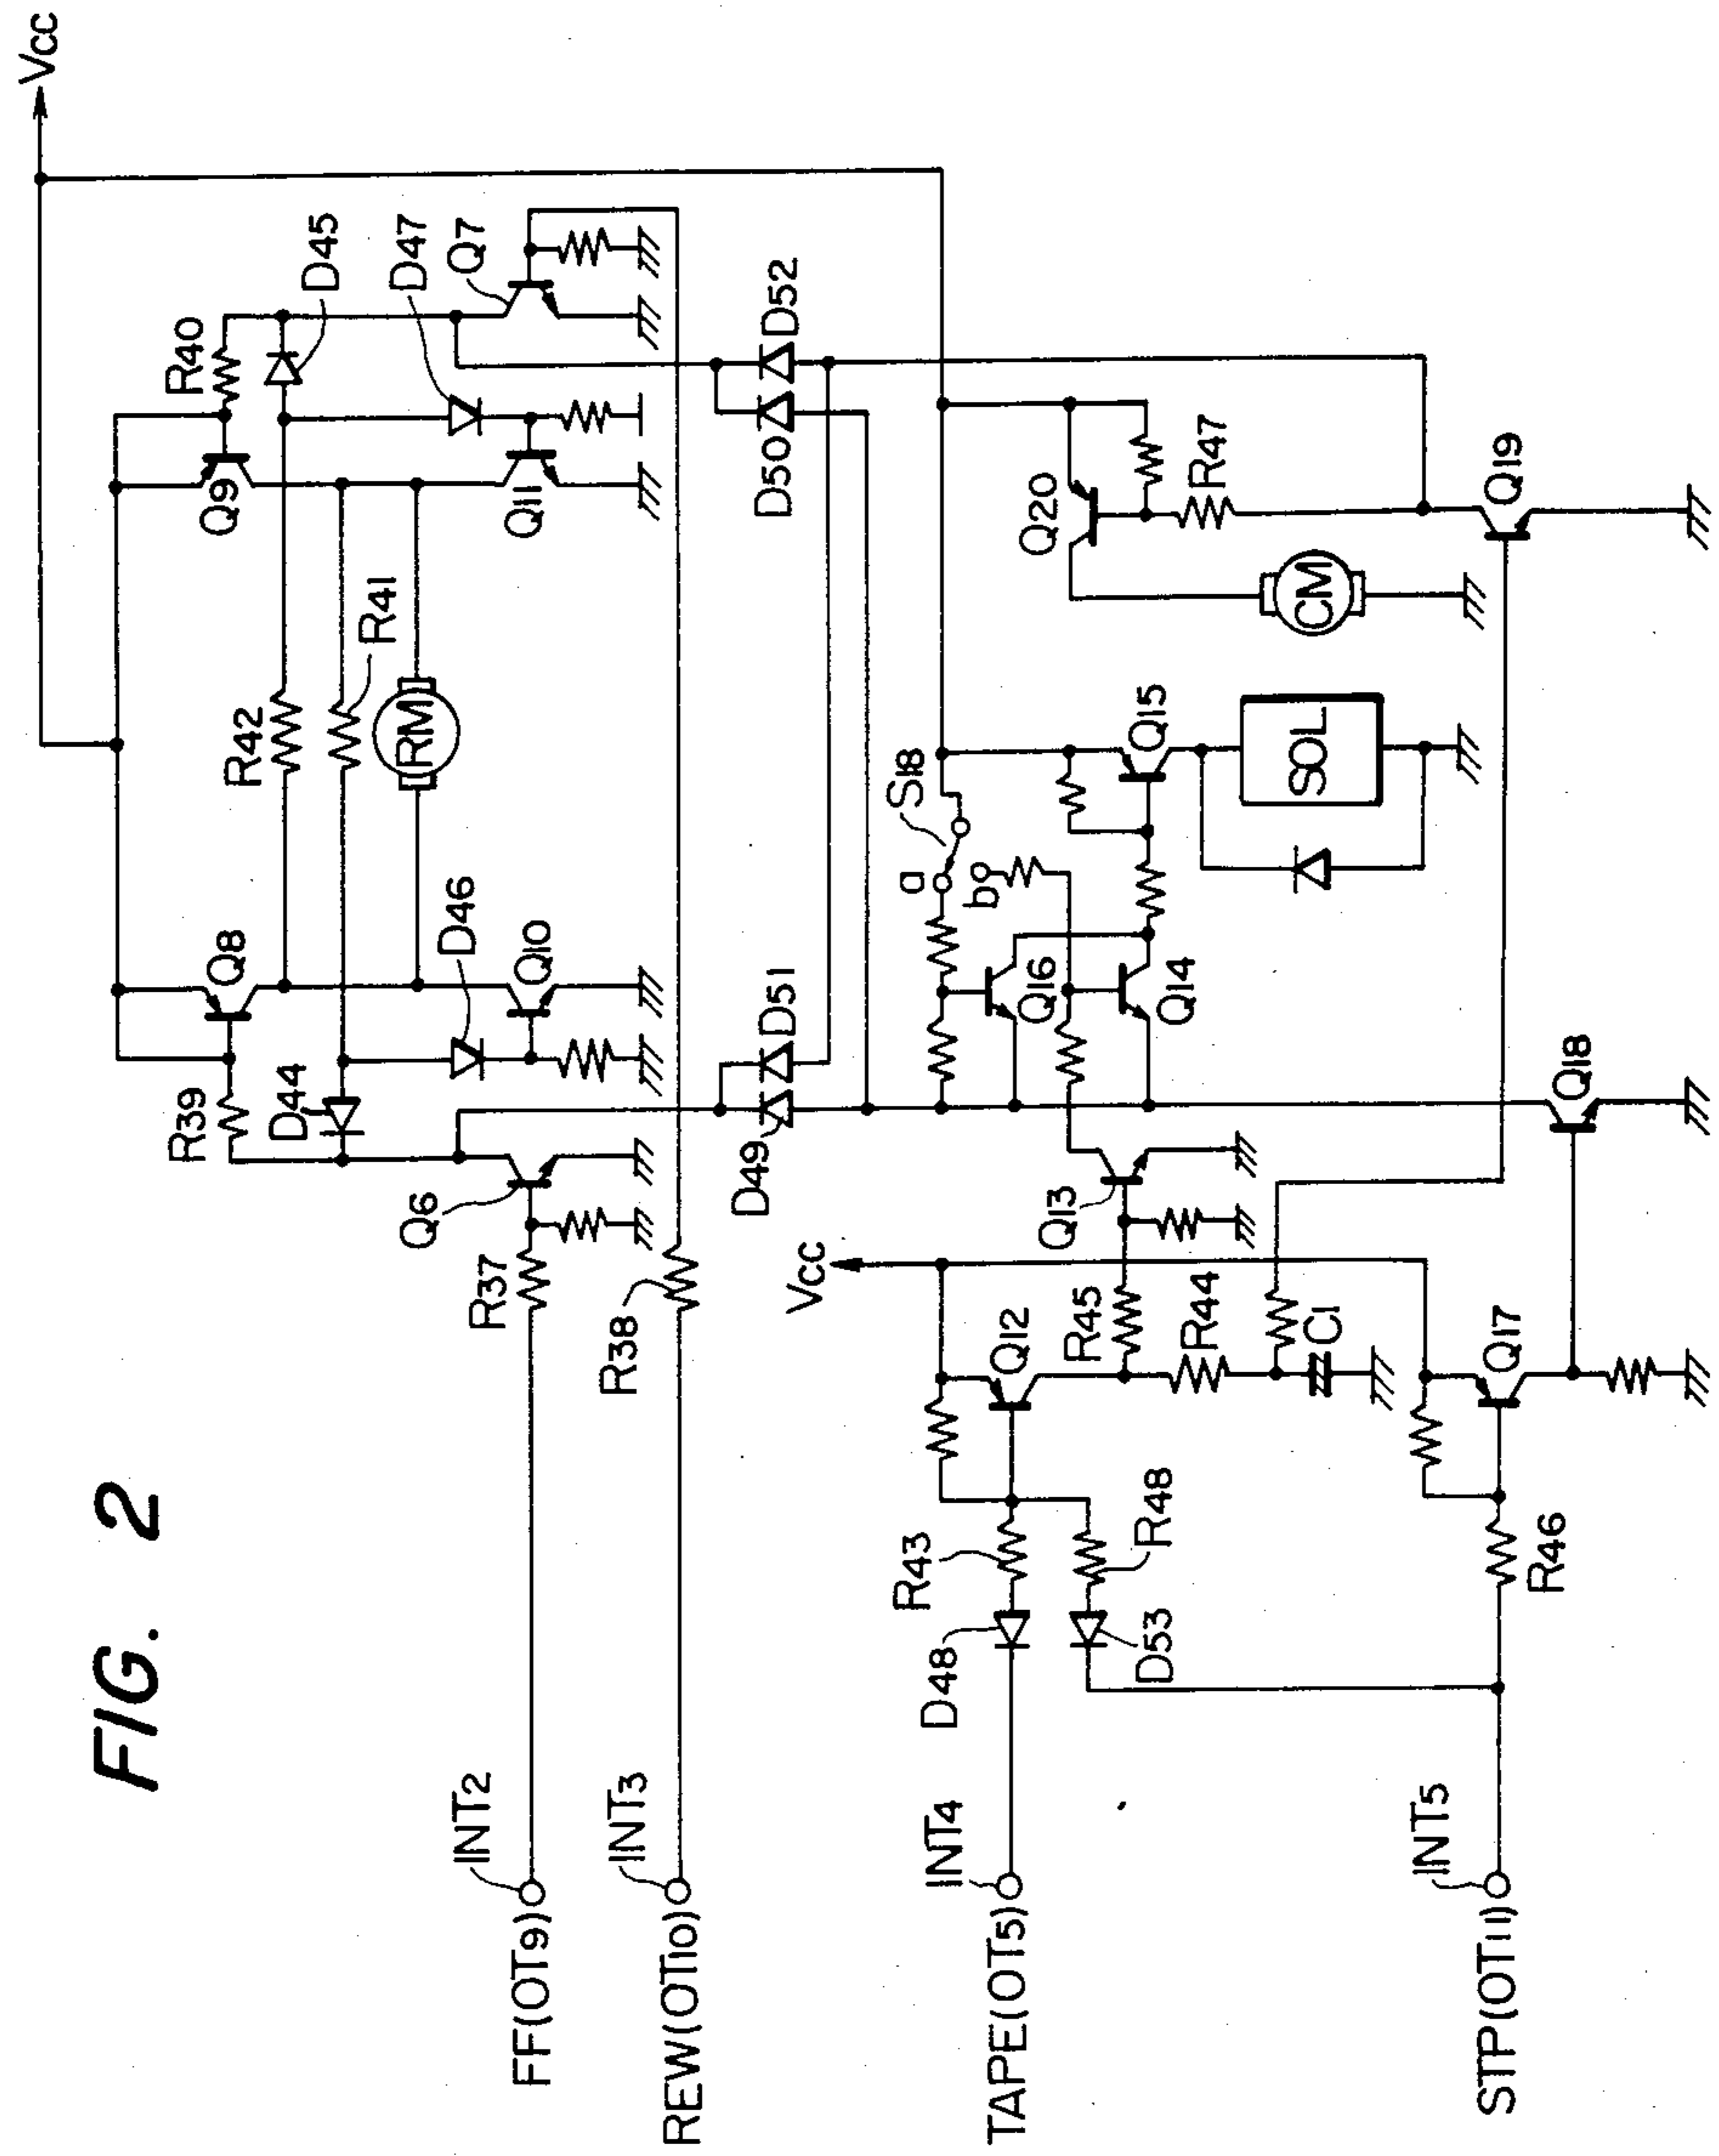 FIG. 2
Vcc
R40
D45
D47
Q7
Q9
Q11
R42
R41
RM
Q8
D46
Q10
R39
D44
Q6
R37
R38
D52
D50
D51
D49
INT2
FF(OT9)
INT3
REW(OT10)
S18
a
b
Q16
Q14
Q15
SOL
Q20
R47
CM
Q19
Q18
Q13
Vcc
Q12
R45
R44
C1
Q17
R43
R48
D48
D53
R46
INT4
TAPE(OT5)
INT5
STP(OT11)